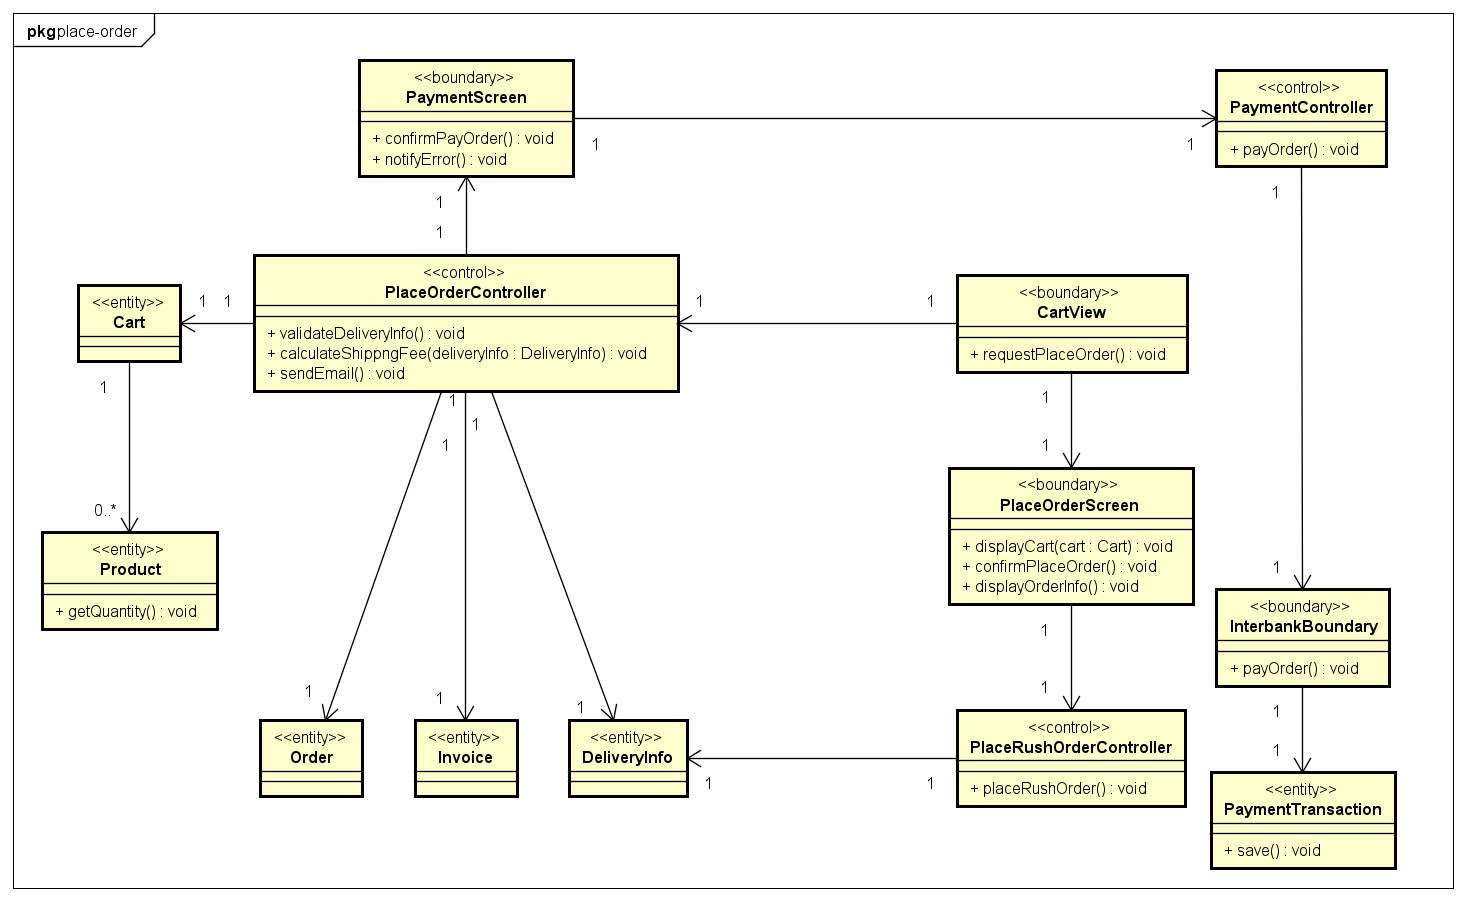 pkg place-order
<<boundary>>
PaymentScreen
+ confirmPayOrder() : void
+ notifyError() : void
<<control>>
PaymentController
+ payOrder() : void
1
1
1
1
1
<<control>>
PlaceOrderController
+ validateDeliveryInfo() : void
+ calculateShippngFee(deliveryInfo : DeliveryInfo) : void
+ sendEmail() : void
<<entity>>
Cart
1
1
1
1
<<boundary>>
CartView
+ requestPlaceOrder() : void
1
0..*
1
1
1
1
1
<<boundary>>
PlaceOrderScreen
+ displayCart(cart : Cart) : void
+ confirmPlaceOrder() : void
+ displayOrderInfo() : void
<<entity>>
Product
+ getQuantity() : void
1
<<boundary>>
InterbankBoundary
+ payOrder() : void
1
1
1
1
1
<<entity>>
Order
<<entity>>
Invoice
<<entity>>
DeliveryInfo
1
1
<<control>>
PlaceRushOrderController
+ placeRushOrder() : void
1
1
<<entity>>
PaymentTransaction
+ save() : void